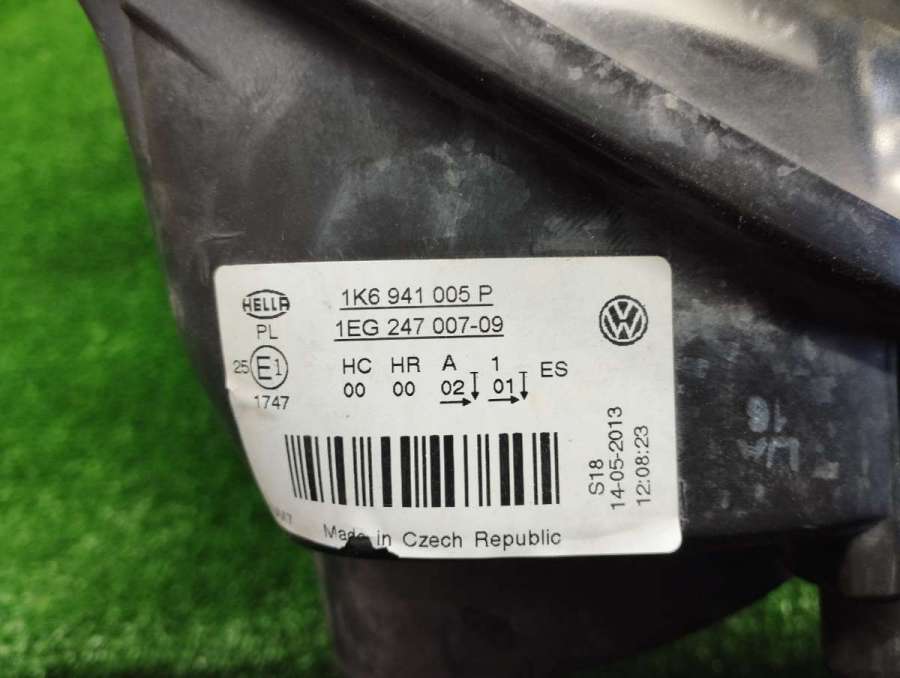 HELLA
1K6 941 005 P
PL
1EG 247 007-09
25 E1
HC HR A 1 ES
00 00 02 01
1747
S18
14-05-2013
12:08:23
Made in Czech Republic